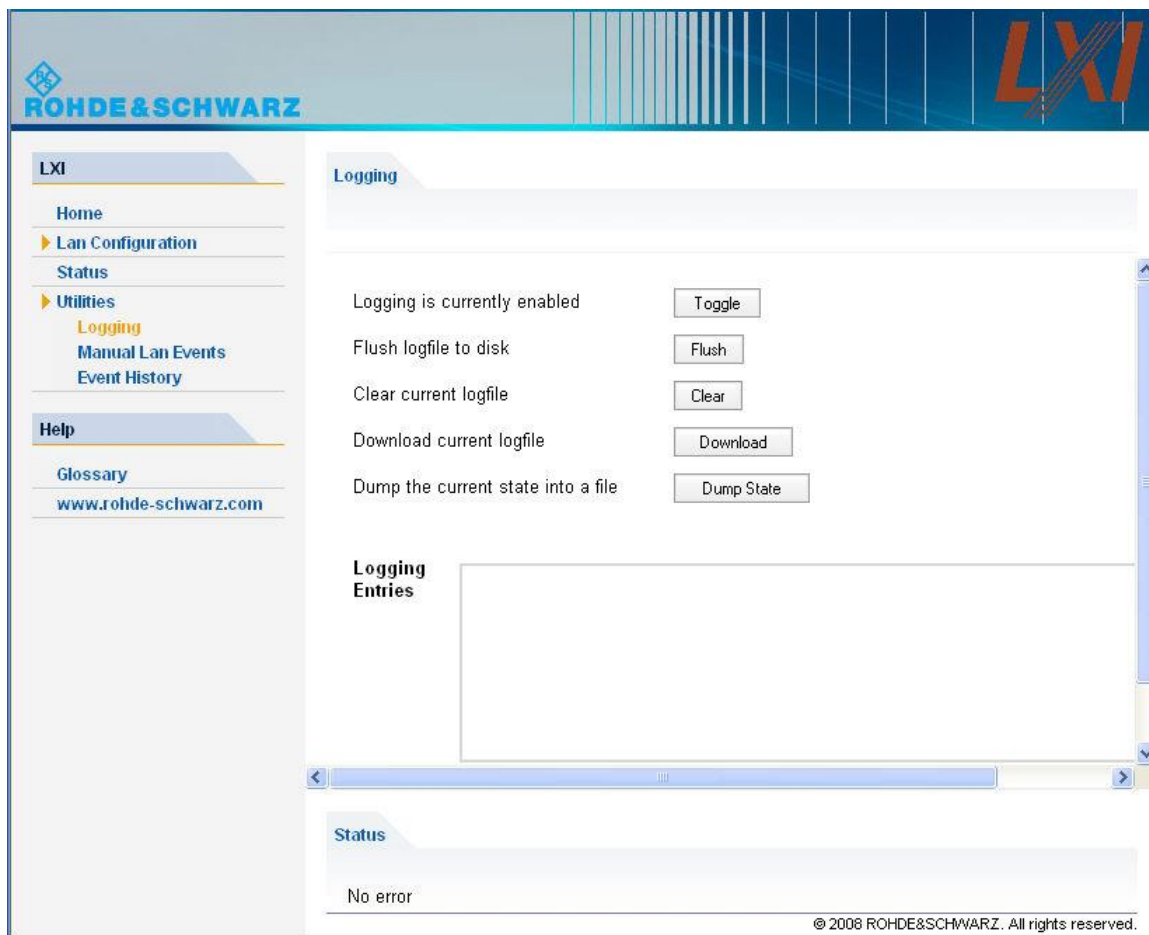 R&S
ROHDE&SCHWARZ
LXI
LXI
Home
Lan Configuration
Status
Utilities
Logging
Manual Lan Events
Event History
Help
Glossary
www.rohde-schwarz.com
Logging
Logging is currently enabled
Toggle
Flush logfile to disk
Flush
Clear current logfile
Clear
Download current logfile
Download
Dump the current state into a file
Dump State
Logging
Entries
Status
No error
© 2008 ROHDE&SCHWARZ. All rights reserved.